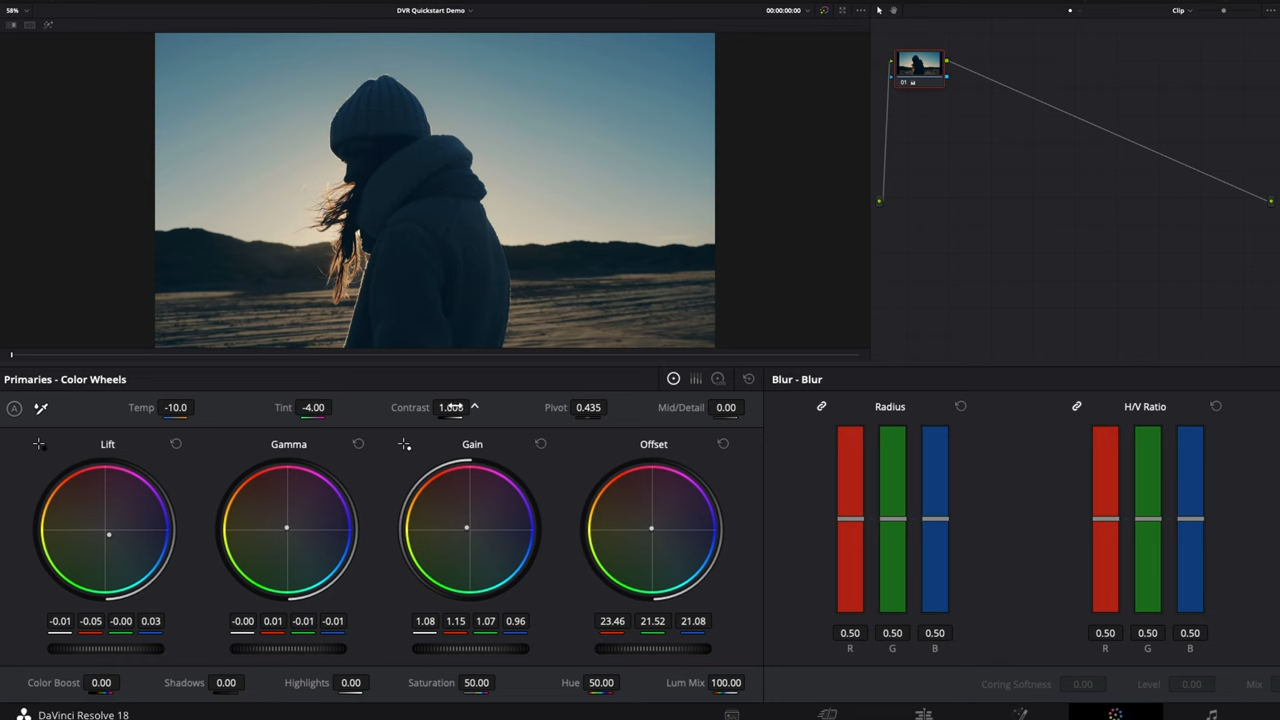 58% DVR Quickstart Demo 00:00:00:00 Clip
01
Primaries - Color Wheels Blur - Blur
A Temp -10.0 Tint -4.00 Contrast Pivot 0.435 Mid/Detail 0.00 Radius H/V Ratio
Lift Gamma Gain Offset
-0.01 -0.05 -0.00 0.03 -0.00 0.01 -0.01 -0.01 1.08 1.15 1.07 0.96 23.46 21.52 21.08 0.50 0.50 0.50 0.50 0.50 0.50
R G B R G B
Color Boost 0.00 Shadows 0.00 Highlights 0.00 Saturation 50.00 Hue 50.00 Lum Mix 100.00 Coring Softness 0.00 Level 0.00 Mix
DaVinci Resolve 18